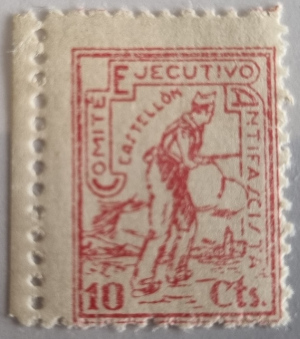 COMITÉ EJECUTIVO ANTIFASCISTA
CASTELLÓN
10 Cts.